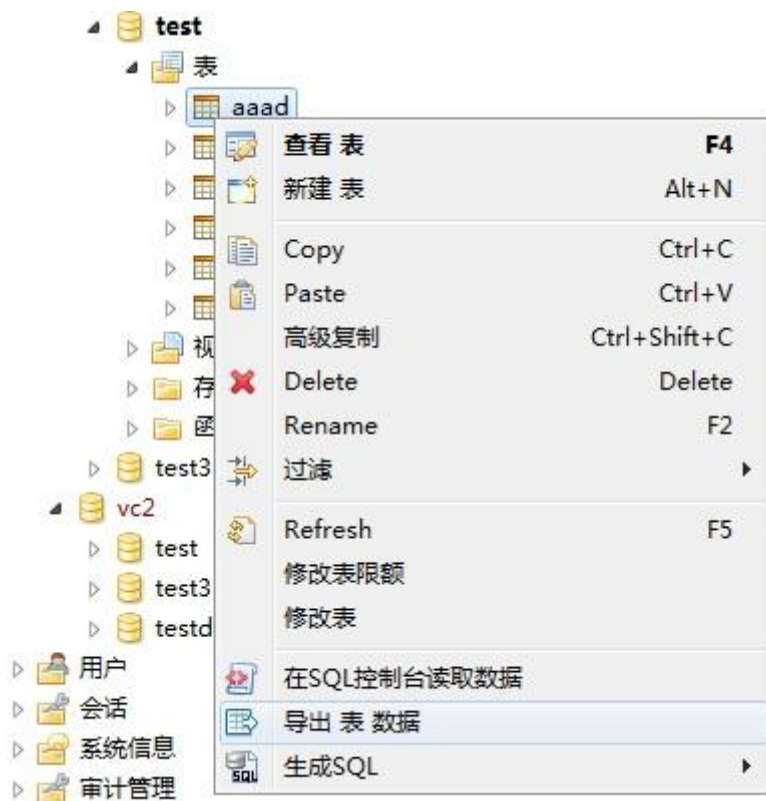 test
表
aaad
查看 表 F4
新建 表 Alt+N
Copy Ctrl+C
Paste Ctrl+V
高级复制 Ctrl+Shift+C
视
存
Delete Delete
函
Rename F2
test3
过滤
vc2
Refresh F5
test
修改表限额
test3
修改表
testd
用户
在SQL控制台读取数据
会话
导出 表 数据
系统信息
生成SQL
审计管理